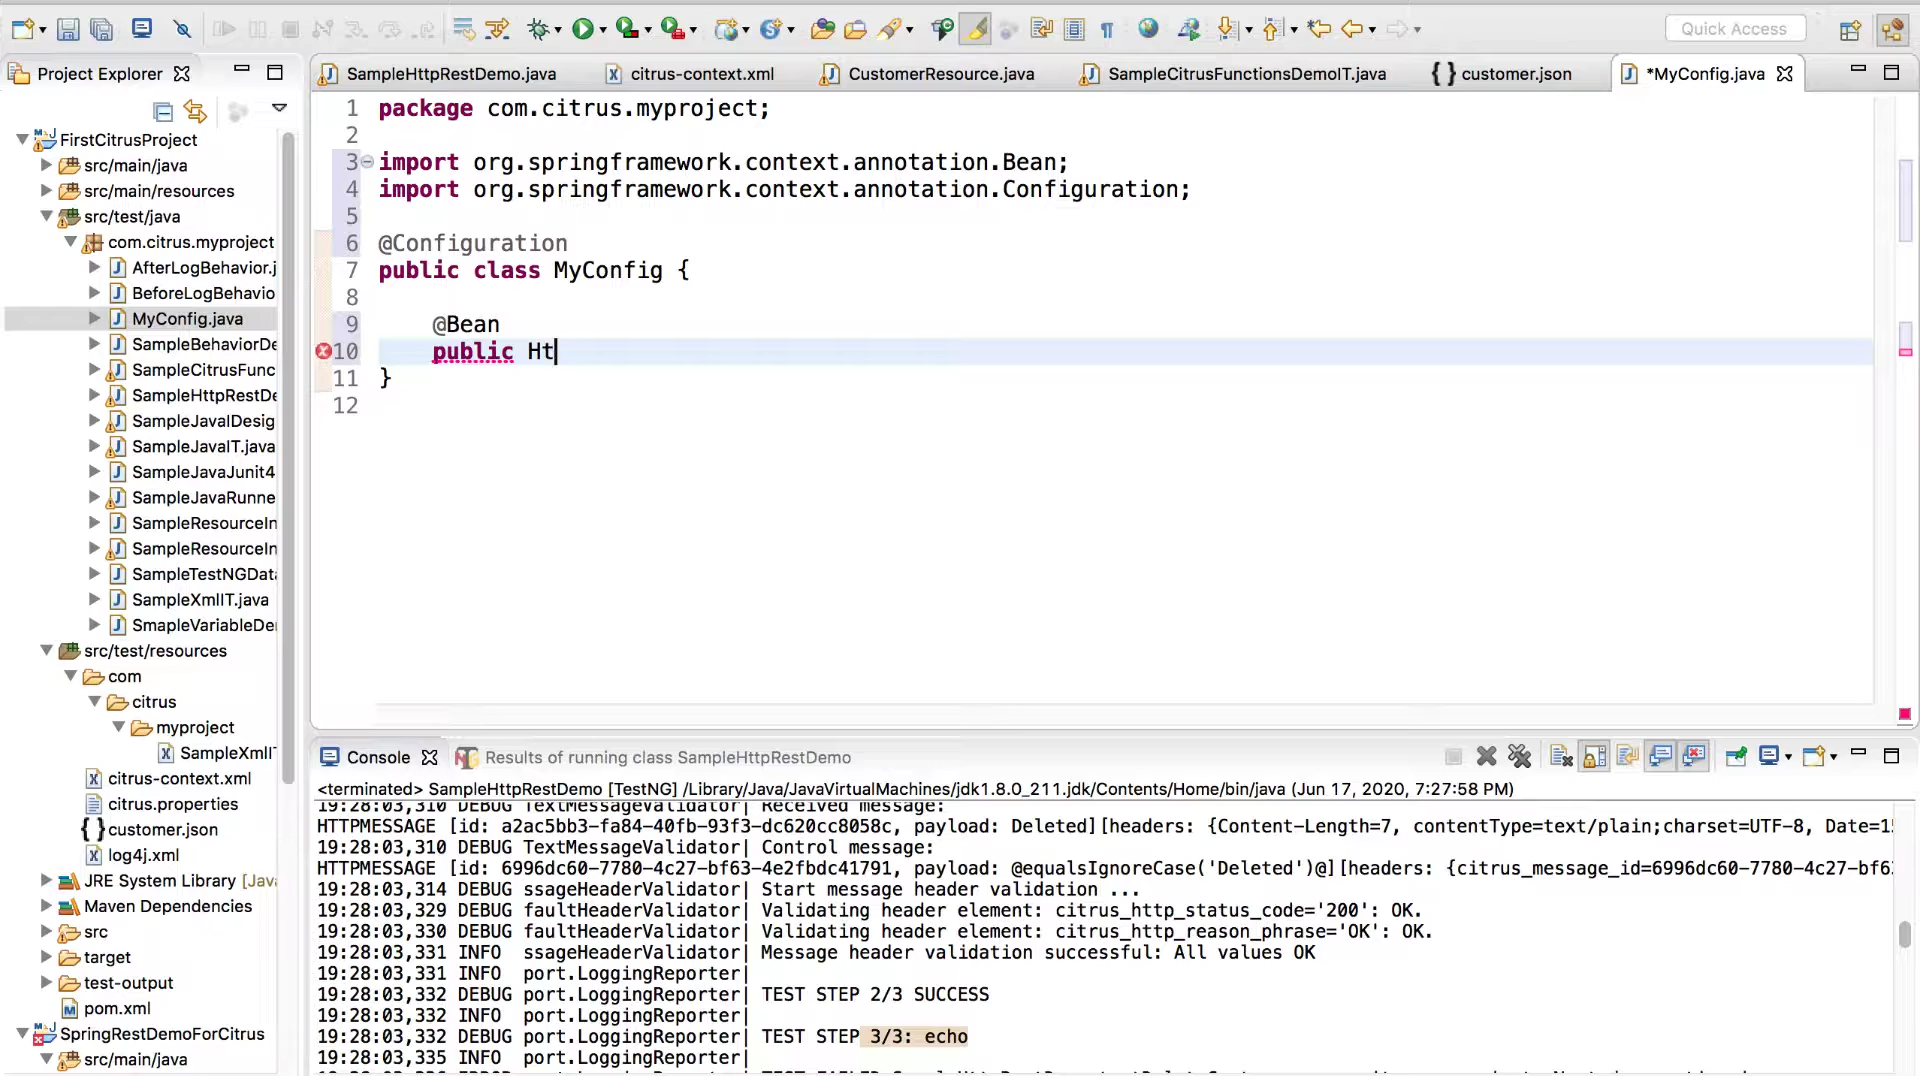 Quick Access
Project Explorer
SampleHttpRestDemo.java
citrus-context.xml
CustomerResource.java
SampleCitrusFunctionsDemoIT.java
{ } customer.json
*MyConfig.java
FirstCitrusProject
src/main/java
src/main/resources
src/test/java
com.citrus.myproject
AfterLogBehavior.j
BeforeLogBehavio
MyConfig.java
SampleBehaviorDe
SampleCitrusFunc
SampleHttpRestDe
SampleJavaIDesig
SampleJavaIT.java
SampleJavaJunit4
SampleJavaRunne
SampleResourceIn
SampleResourceIn
SampleTestNGData
SampleXmlIT.java
SmapleVariableDe
src/test/resources
com
citrus
myproject
SampleXmlIT
citrus-context.xml
citrus.properties
{ } customer.json
log4j.xml
JRE System Library [Java
Maven Dependencies
src
target
test-output
pom.xml
SpringRestDemoForCitrus
src/main/java
1 package com.citrus.myproject;
2
3 import org.springframework.context.annotation.Bean;
4 import org.springframework.context.annotation.Configuration;
5
6 @Configuration
7 public class MyConfig {
8
9 @Bean
10 public Ht
11 }
12
Console
Results of running class SampleHttpRestDemo
<terminated> SampleHttpRestDemo [TestNG] /Library/Java/JavaVirtualMachines/jdk1.8.0_211.jdk/Contents/Home/bin/java (Jun 17, 2020, 7:27:58 PM)
19:28:03,310 DEBUG TextMessageValidator| Received message:
HTTPMESSAGE [id: a2ac5bb3-fa84-40fb-93f3-dc620cc8058c, payload: Deleted][headers: {Content-Length=7, contentType=text/plain;charset=UTF-8, Date=15
19:28:03,310 DEBUG TextMessageValidator| Control message:
HTTPMESSAGE [id: 6996dc60-7780-4c27-bf63-4e2fbdc41791, payload: @equalsIgnoreCase('Deleted')@][headers: {citrus_message_id=6996dc60-7780-4c27-bf63
19:28:03,314 DEBUG ssageHeaderValidator| Start message header validation ...
19:28:03,329 DEBUG faultHeaderValidator| Validating header element: citrus_http_status_code='200': OK.
19:28:03,330 DEBUG faultHeaderValidator| Validating header element: citrus_http_reason_phrase='OK': OK.
19:28:03,331 INFO ssageHeaderValidator| Message header validation successful: All values OK
19:28:03,331 INFO port.LoggingReporter|
19:28:03,332 DEBUG port.LoggingReporter| TEST STEP 2/3 SUCCESS
19:28:03,332 INFO port.LoggingReporter|
19:28:03,332 DEBUG port.LoggingReporter| TEST STEP 3/3: echo
19:28:03,335 INFO port.LoggingReporter|